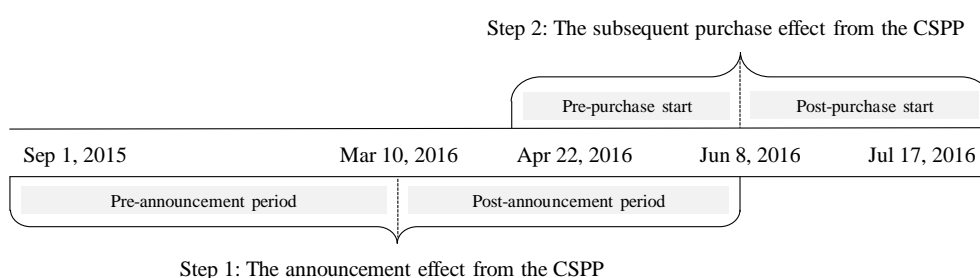 Step 2: The subsequent purchase effect from the CSPP
Pre-purchase start Post-purchase start
Sep 1, 2015 Mar 10, 2016 Apr 22, 2016 Jun 8, 2016 Jul 17, 2016
Pre-announcement period Post-announcement period
Step 1: The announcement effect from the CSPP